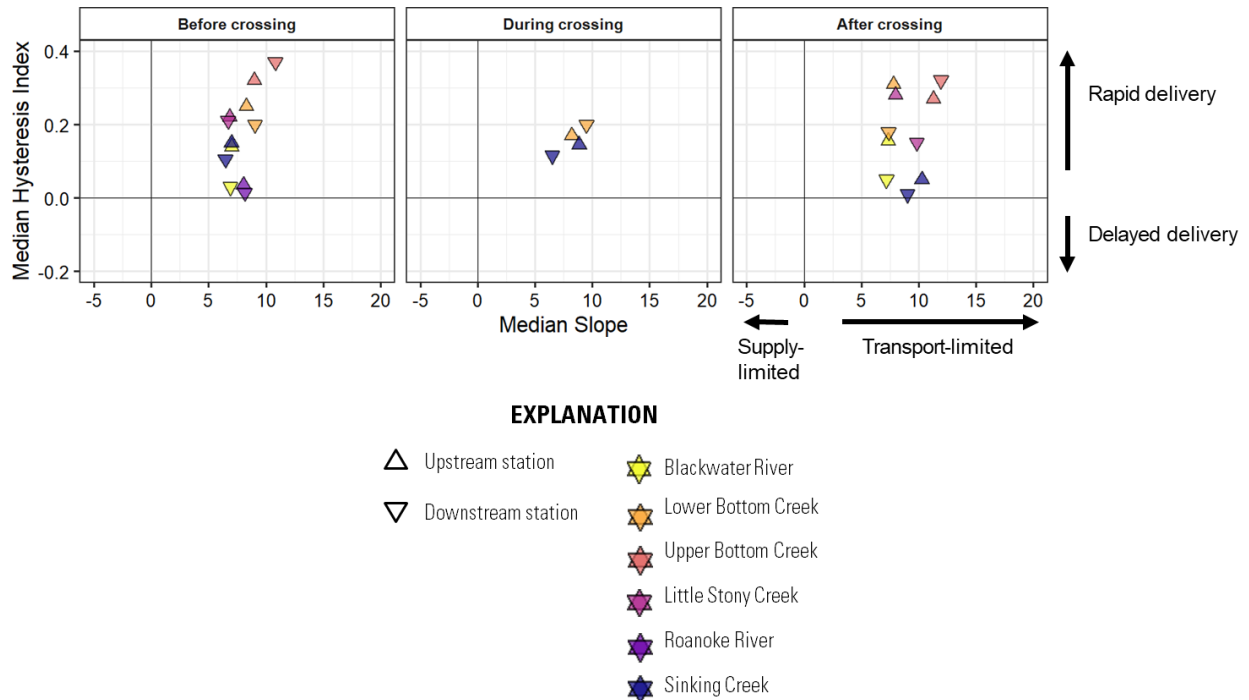 Before crossing
During crossing
After crossing
Median Hysteresis Index
0.4
0.2
0.0
-0.2
-5 0 5 10 15 20
-5 0 5 10 15 20
-5 0 5 10 15 20
Median Slope
Rapid delivery
Delayed delivery
Supply-
limited
Transport-limited
EXPLANATION
Upstream station
Downstream station
Blackwater River
Lower Bottom Creek
Upper Bottom Creek
Little Stony Creek
Roanoke River
Sinking Creek